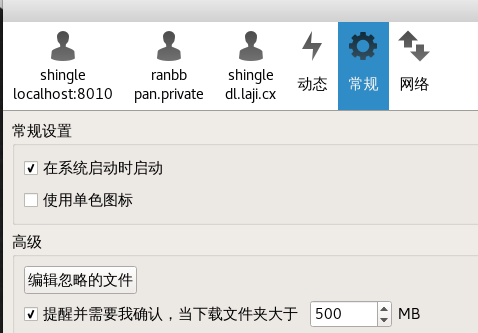 shingle
localhost:8010
ranbb
pan.private
shingle
dl.laji.cx
动态
常规
网络
常规设置
在系统启动时启动
使用单色图标
高级
编辑忽略的文件
提醒并需要我确认，当下载文件夹大于 500 MB